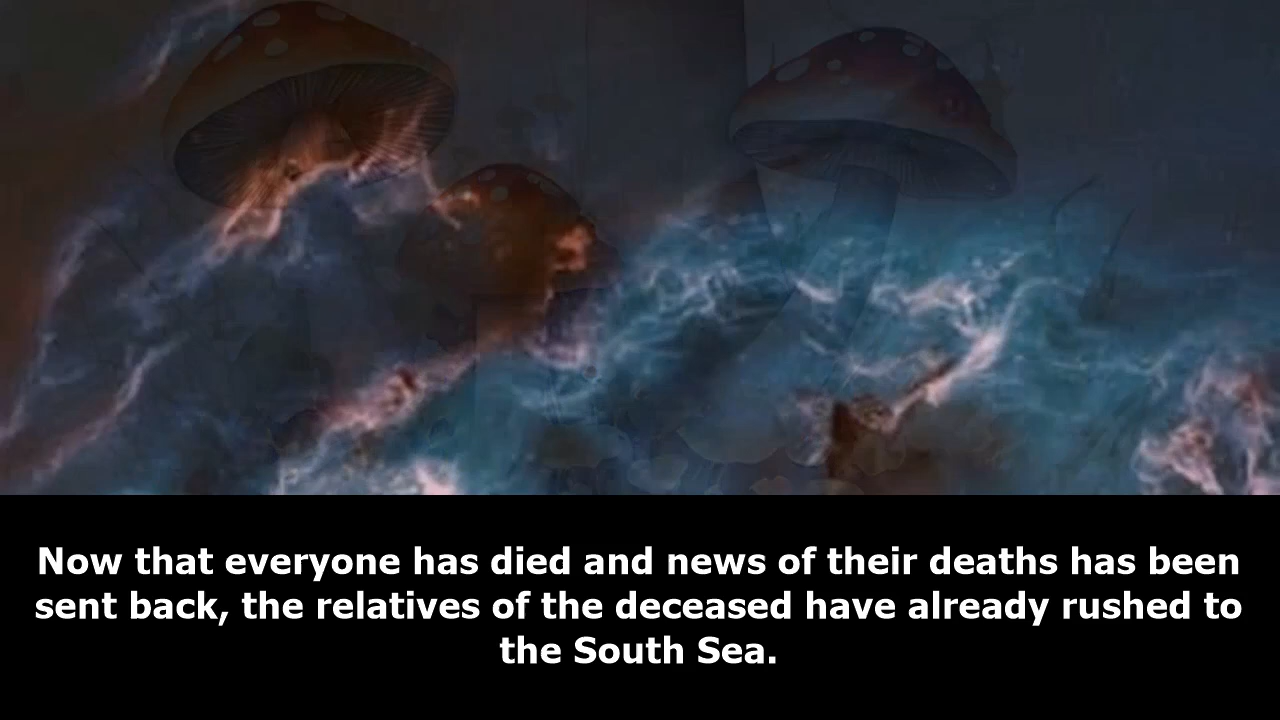 Now that everyone has died and news of their deaths has been
sent back, the relatives of the deceased have already rushed to
the South Sea.